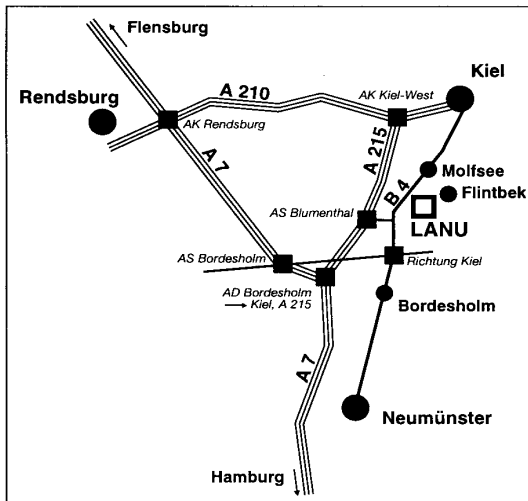 Flensburg
Kiel
A 210
AK Kiel-West
Rendsburg
AK Rendsburg
A 7
A 215
Molfsee
B 4
Flintbek
LANU
AS Blumenthal
AS Bordesholm
Richtung Kiel
AD Bordesholm
Kiel, A 215
Bordesholm
A 7
Neumünster
Hamburg